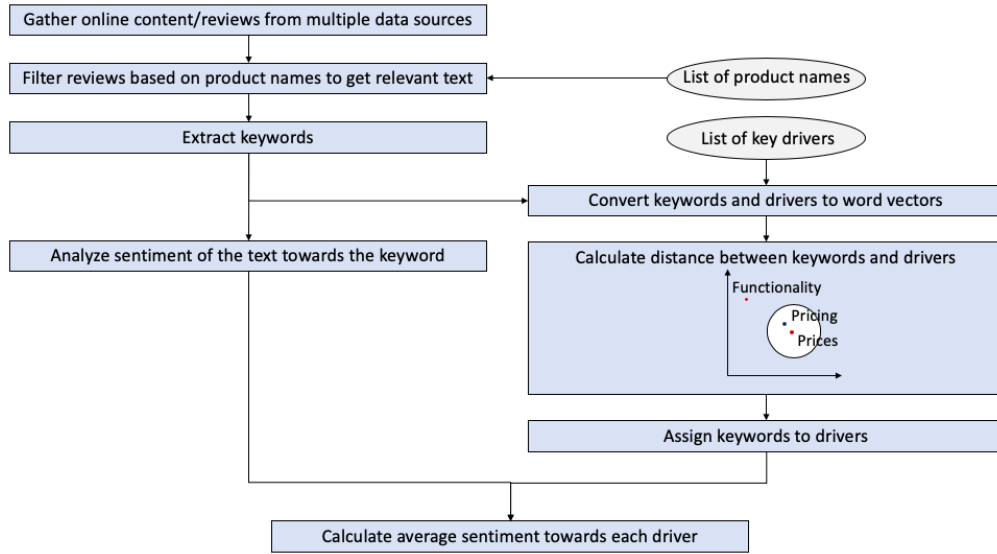 Gather online content/reviews from multiple data sources
Filter reviews based on product names to get relevant text
List of product names
Extract keywords
List of key drivers
Convert keywords and drivers to word vectors
Analyze sentiment of the text towards the keyword
Calculate distance between keywords and drivers
Functionality
Pricing
Prices
Assign keywords to drivers
Calculate average sentiment towards each driver